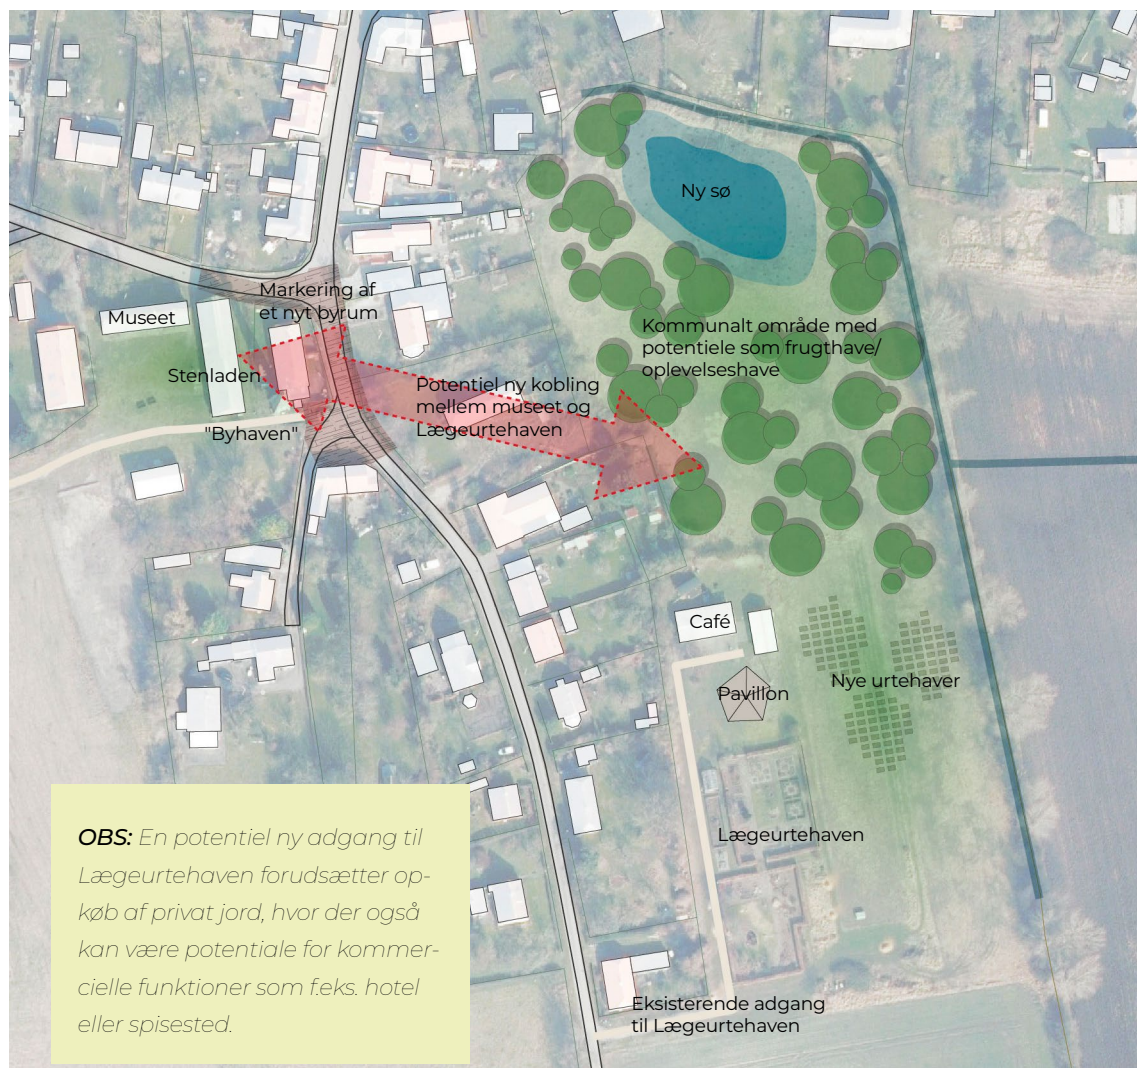 Ny sø
Markering af
et nyt byrum
Museet
Kommunalt område med
potentiele som frugthave/
oplevelseshave
Stenladen
Potentiel ny kobling
mellem museet og
Lægeurtehaven
"Byhaven"
Café
Pavillon
Nye urtehaver
Lægeurtehaven
OBS: En potentiel ny adgang til
Lægeurtehaven forudsætter op-
køb af privat jord, hvor der også
kan være potentiale for kommer-
cielle funktioner som f.eks. hotel
eller spisested.
Eksisterende adgang
til Lægeurtehaven